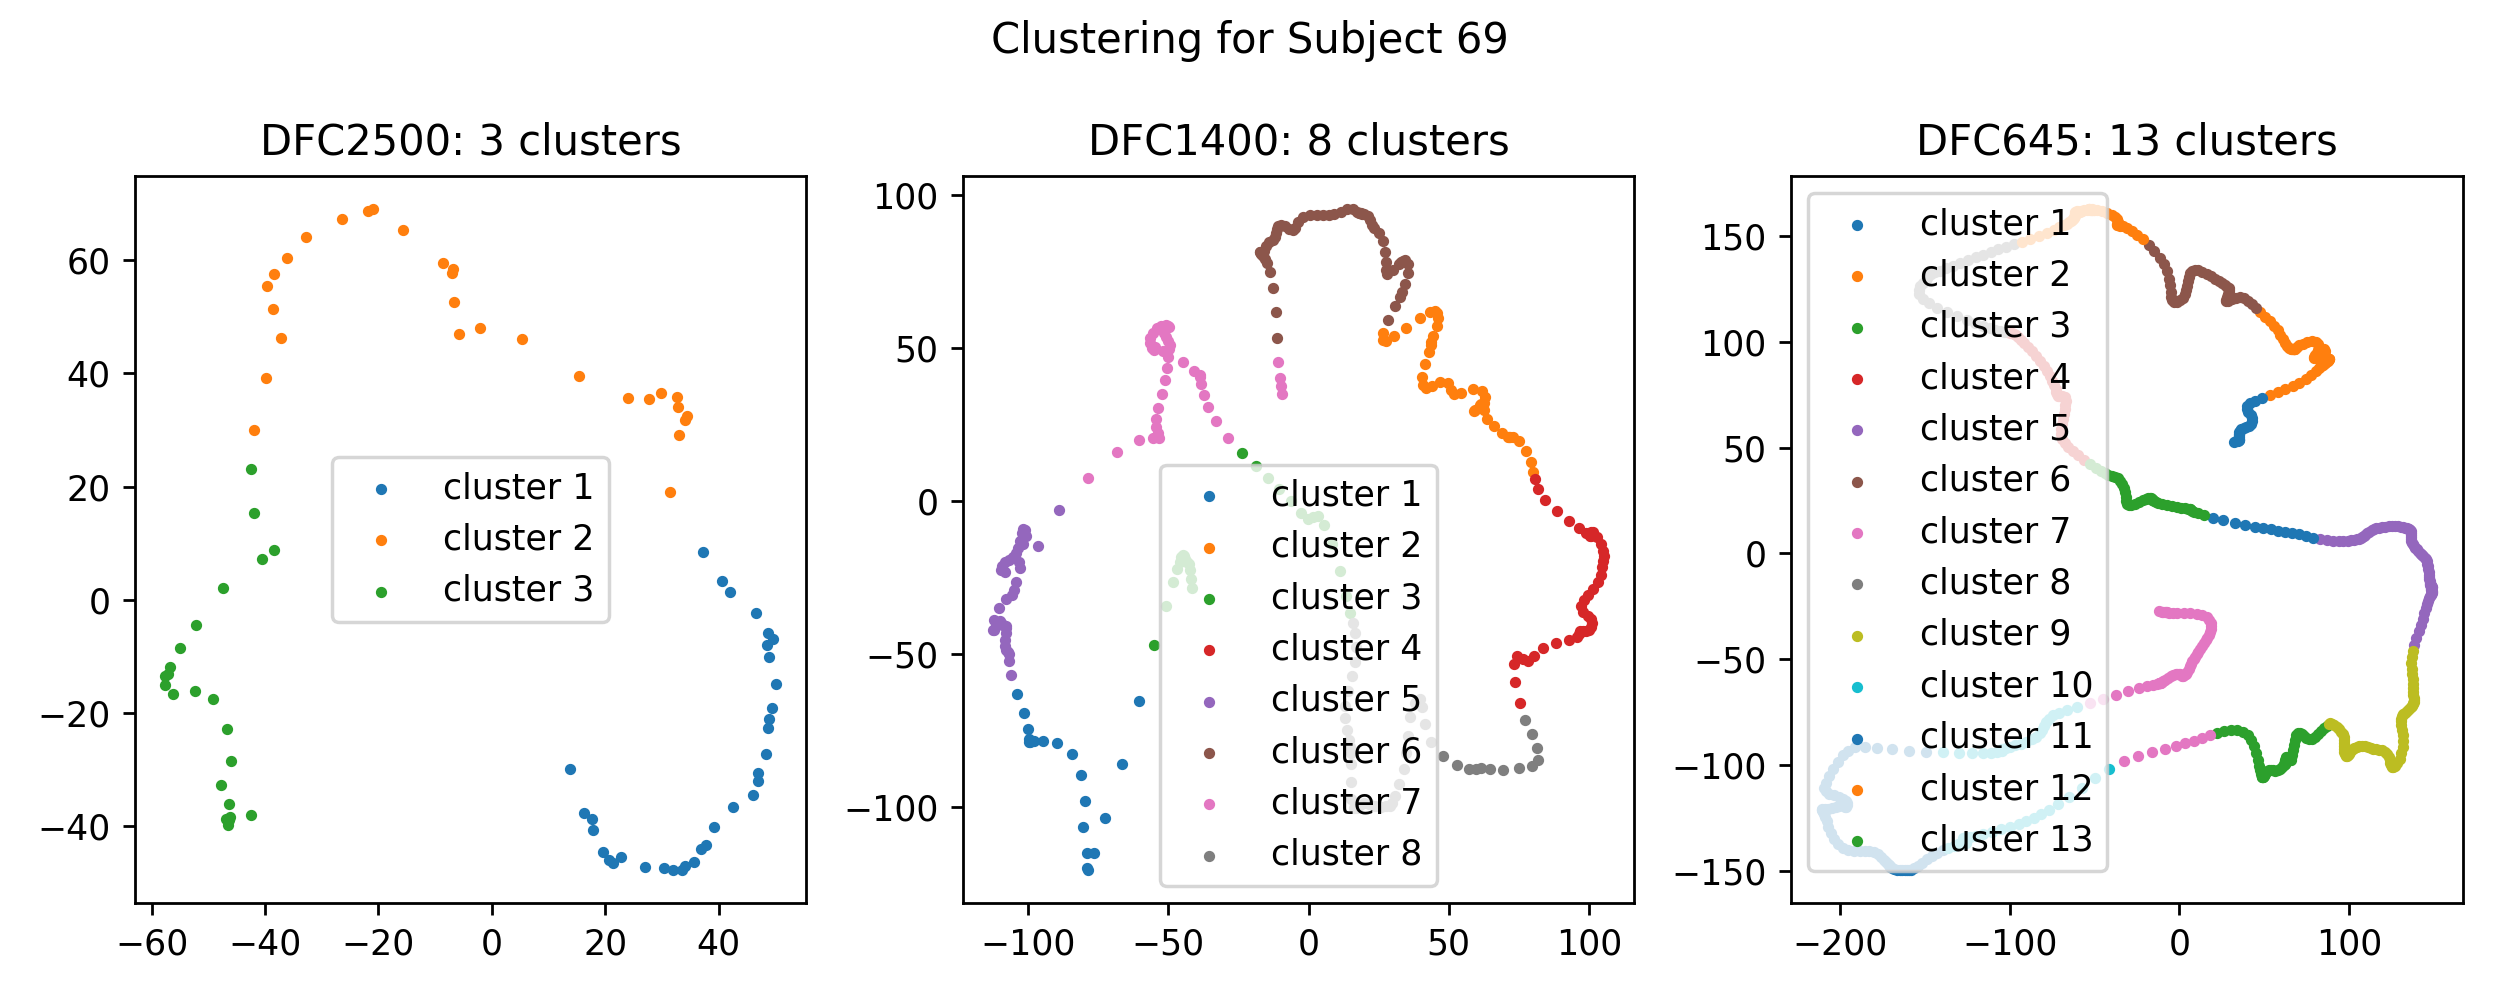 Clustering for Subject 69
DFC2500: 3 clusters
60
40
20
0
−20
−40
−60
−40
−20
0
20
40
cluster 1
cluster 2
cluster 3
DFC1400: 8 clusters
100
50
0
−50
−100
−100
−50
0
50
100
cluster 1
cluster 2
cluster 3
cluster 4
cluster 5
cluster 6
cluster 7
cluster 8
DFC645: 13 clusters
150
100
50
0
−50
−100
−150
−200
−100
0
100
cluster 1
cluster 2
cluster 3
cluster 4
cluster 5
cluster 6
cluster 7
cluster 8
cluster 9
cluster 10
cluster 11
cluster 12
cluster 13